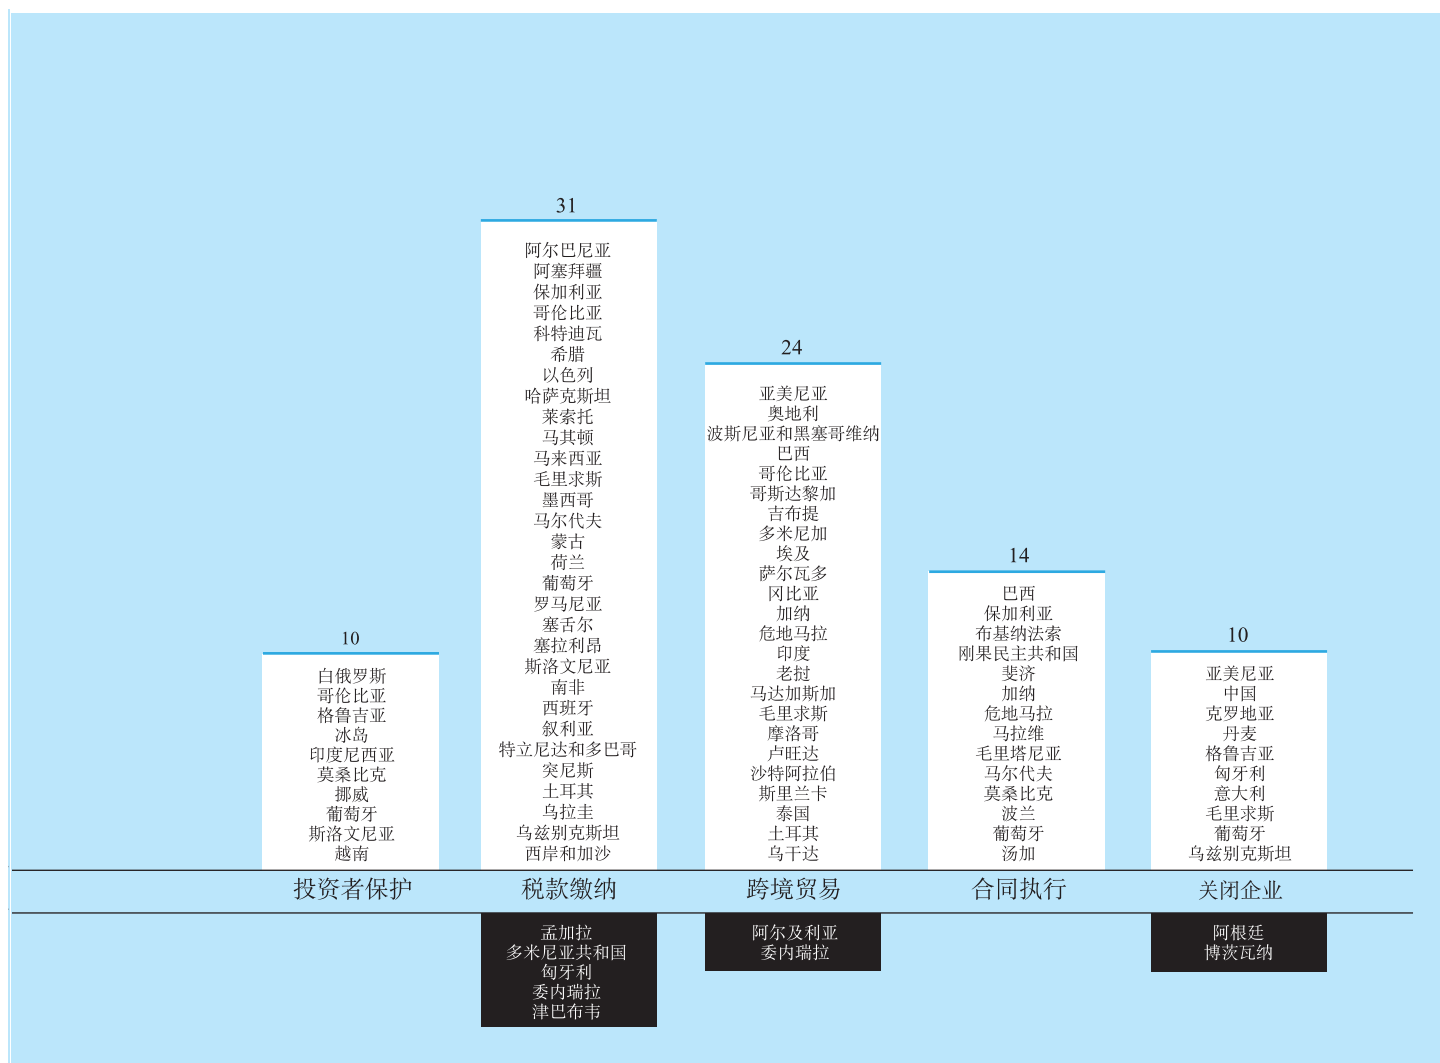 10
白俄罗斯
哥伦比亚
格鲁吉亚
冰岛
印度尼西亚
莫桑比克
挪威
葡萄牙
斯洛文尼亚
越南
投资者保护
31
阿尔巴尼亚
阿塞拜疆
保加利亚
哥伦比亚
科特迪瓦
希腊
以色列
哈萨克斯坦
莱索托
马其顿
马来西亚
毛里求斯
墨西哥
马尔代夫
蒙古
荷兰
葡萄牙
罗马尼亚
塞舌尔
塞拉利昂
斯洛文尼亚
南非
西班牙
叙利亚
特立尼达和多巴哥
突尼斯
土耳其
乌拉圭
乌兹别克斯坦
西岸和加沙
税款缴纳
孟加拉
多米尼亚共和国
匈牙利
委内瑞拉
津巴布韦
24
亚美尼亚
奥地利
波斯尼亚和黑塞哥维纳
巴西
哥伦比亚
哥斯达黎加
吉布提
多米尼加
埃及
萨尔瓦多
冈比亚
加纳
危地马拉
印度
老挝
马达加斯加
毛里求斯
摩洛哥
卢旺达
沙特阿拉伯
斯里兰卡
泰国
土耳其
乌干达
跨境贸易
阿尔及利亚
委内瑞拉
14
巴西
保加利亚
布基纳法索
刚果民主共和国
斐济
加纳
危地马拉
马拉维
毛里塔尼亚
马尔代夫
莫桑比克
波兰
葡萄牙
汤加
合同执行
10
亚美尼亚
中国
克罗地亚
丹麦
格鲁吉亚
匈牙利
意大利
毛里求斯
葡萄牙
乌兹别克斯坦
关闭企业
阿根廷
博茨瓦纳